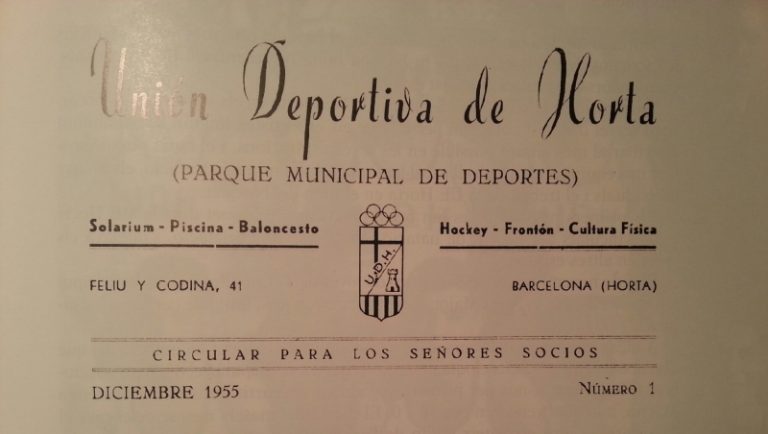 Unión Deportiva de Horta
(PARQUE MUNICIPAL DE DEPORTES)
Solarium - Piscina - Baloncesto
Hockey - Frontón - Cultura Física
U.D.H.
FELIU Y CODINA, 41
BARCELONA (HORTA)
CIRCULAR PARA LOS SEÑORES SOCIOS
DICIEMBRE 1955
NÚMERO 1